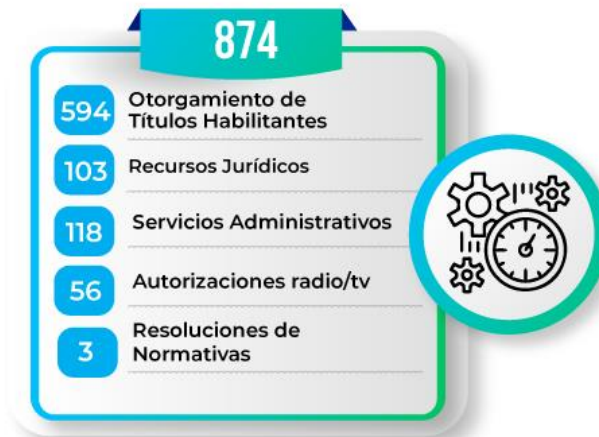 874
594 Otorgamiento de
Títulos Habilitantes
103 Recursos Jurídicos
118 Servicios Administrativos
56 Autorizaciones radio/tv
3 Resoluciones de
Normativas